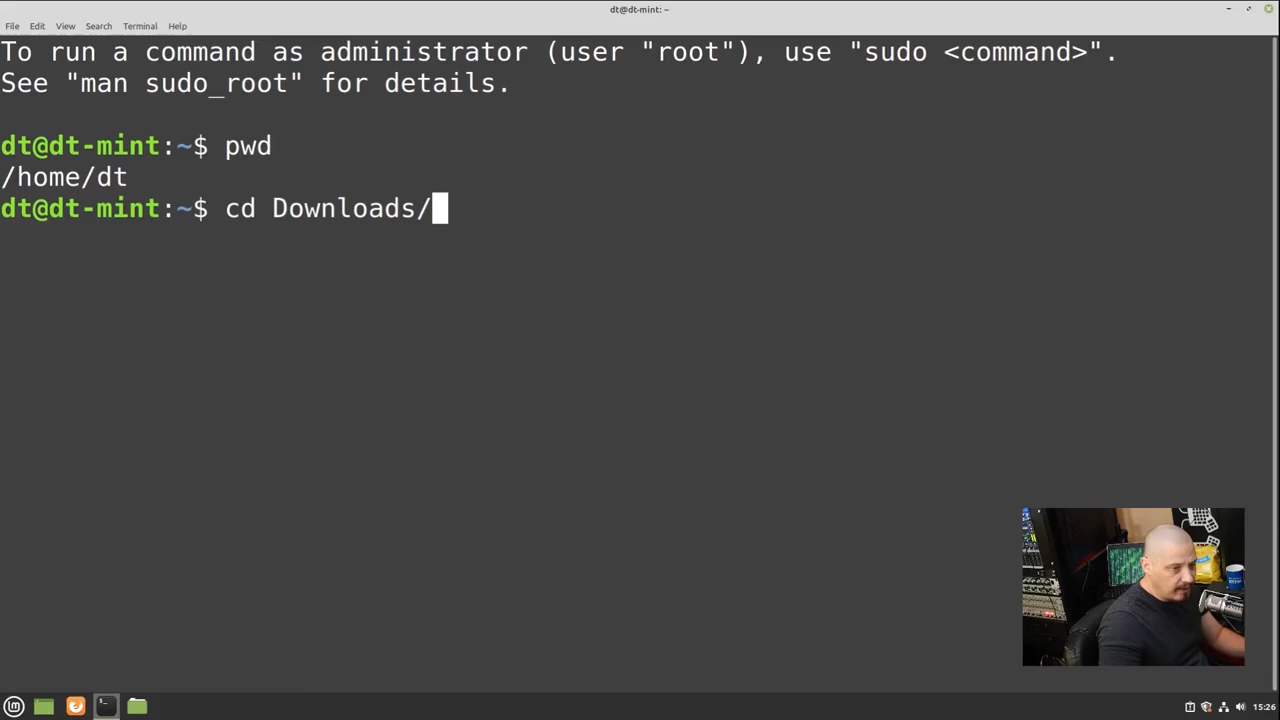 dt@dt-mint: ~
File Edit View Search Terminal Help
To run a command as administrator (user "root"), use "sudo <command>".
See "man sudo_root" for details.
dt@dt-mint:~$ pwd
/home/dt
dt@dt-mint:~$ cd Downloads/
15:26